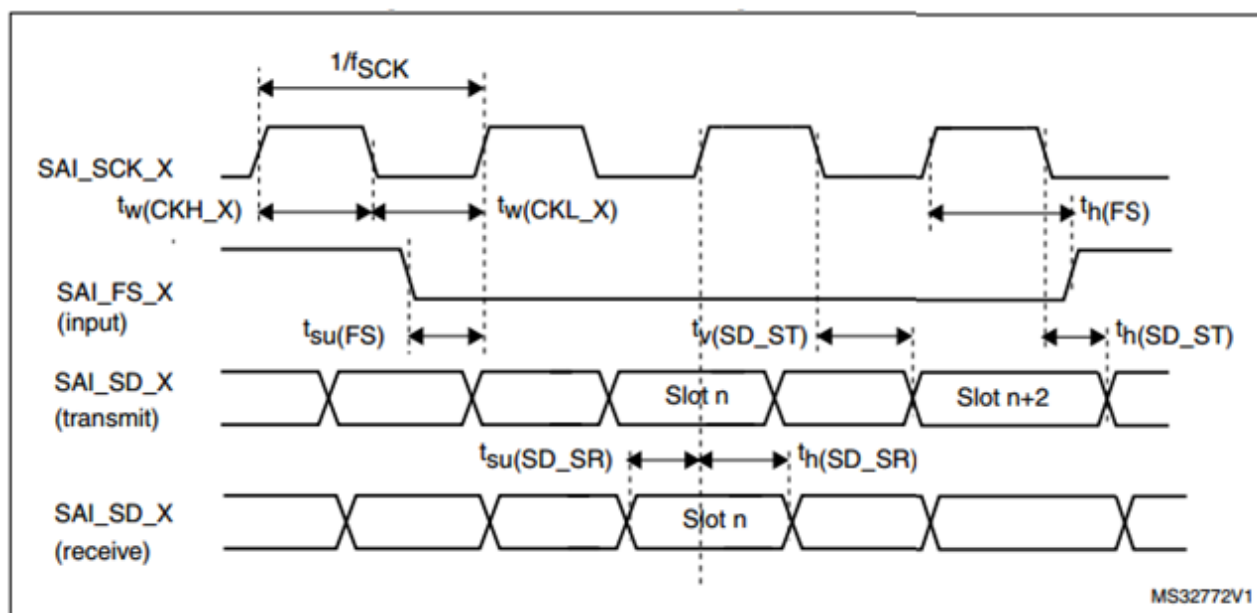 1/fSCK
SAI_SCK_X
tw(CKH_X)
tw(CKL_X)
th(FS)
SAI_FS_X
(input)
tsu(FS)
tv(SD_ST)
th(SD_ST)
SAI_SD_X
(transmit)
Slot n
Slot n+2
tsu(SD_SR)
th(SD_SR)
SAI_SD_X
(receive)
Slot n
MS32772V1